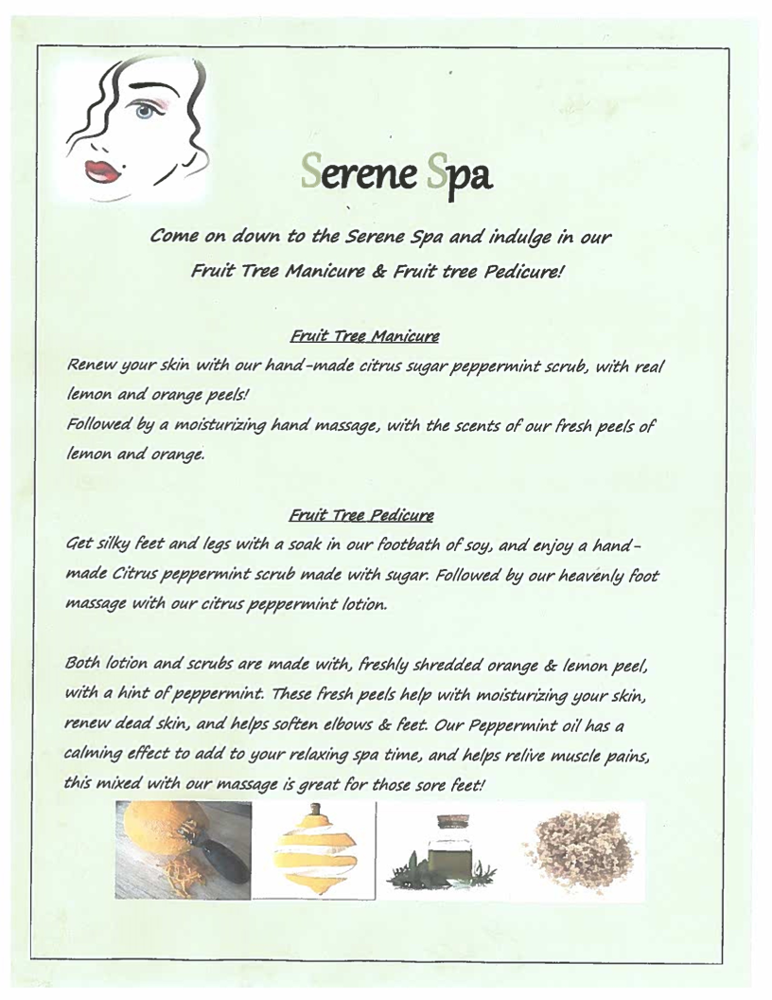 Serene Spa
Come on down to the Serene Spa and indulge in our
Fruit Tree Manicure & Fruit tree Pedicure!
Fruit Tree Manicure
Renew your skin with our hand-made citrus sugar peppermint scrub, with real
lemon and orange peels!
Followed by a moisturizing hand massage, with the scents of our fresh peels of
lemon and orange.
Fruit Tree Pedicure
Get silky feet and legs with a soak in our footbath of soy, and enjoy a hand-
made Citrus peppermint scrub made with sugar. Followed by our heavenly foot
massage with our citrus peppermint lotion.
Both lotion and scrubs are made with, freshly shredded orange & lemon peel,
with a hint of peppermint. These fresh peels help with moisturizing your skin,
renew dead skin, and helps soften elbows & feet. Our Peppermint oil has a
calming effect to add to your relaxing spa time, and helps relive muscle pains,
this mixed with our massage is great for those sore feet!